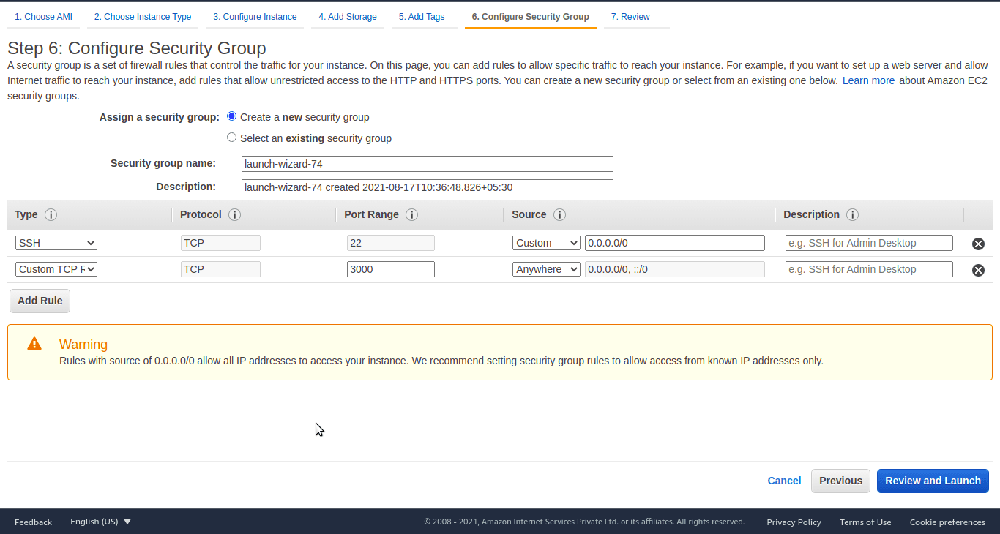 1. Choose AMI 2. Choose Instance Type 3. Configure Instance 4. Add Storage 5. Add Tags 6. Configure Security Group 7. Review
Step 6: Configure Security Group
A security group is a set of firewall rules that control the traffic for your instance. On this page, you can add rules to allow specific traffic to reach your instance. For example, if you want to set up a web server and allow
Internet traffic to reach your instance, add rules that allow unrestricted access to the HTTP and HTTPS ports. You can create a new security group or select from an existing one below. Learn more about Amazon EC2
security groups.
Assign a security group: Create a new security group
Select an existing security group
Security group name: launch-wizard-74
Description: launch-wizard-74 created 2021-08-17T10:36:48.826+05:30
Type i Protocol i Port Range i Source i Description i
SSH TCP 22 Custom 0.0.0.0/0 e.g. SSH for Admin Desktop
Custom TCP F TCP 3000 Anywhere 0.0.0.0/0, ::/0 e.g. SSH for Admin Desktop
Add Rule
Warning
Rules with source of 0.0.0.0/0 allow all IP addresses to access your instance. We recommend setting security group rules to allow access from known IP addresses only.
Cancel Previous Review and Launch
Feedback English (US) © 2008 - 2021, Amazon Internet Services Private Ltd. or its affiliates. All rights reserved. Privacy Policy Terms of Use Cookie preferences